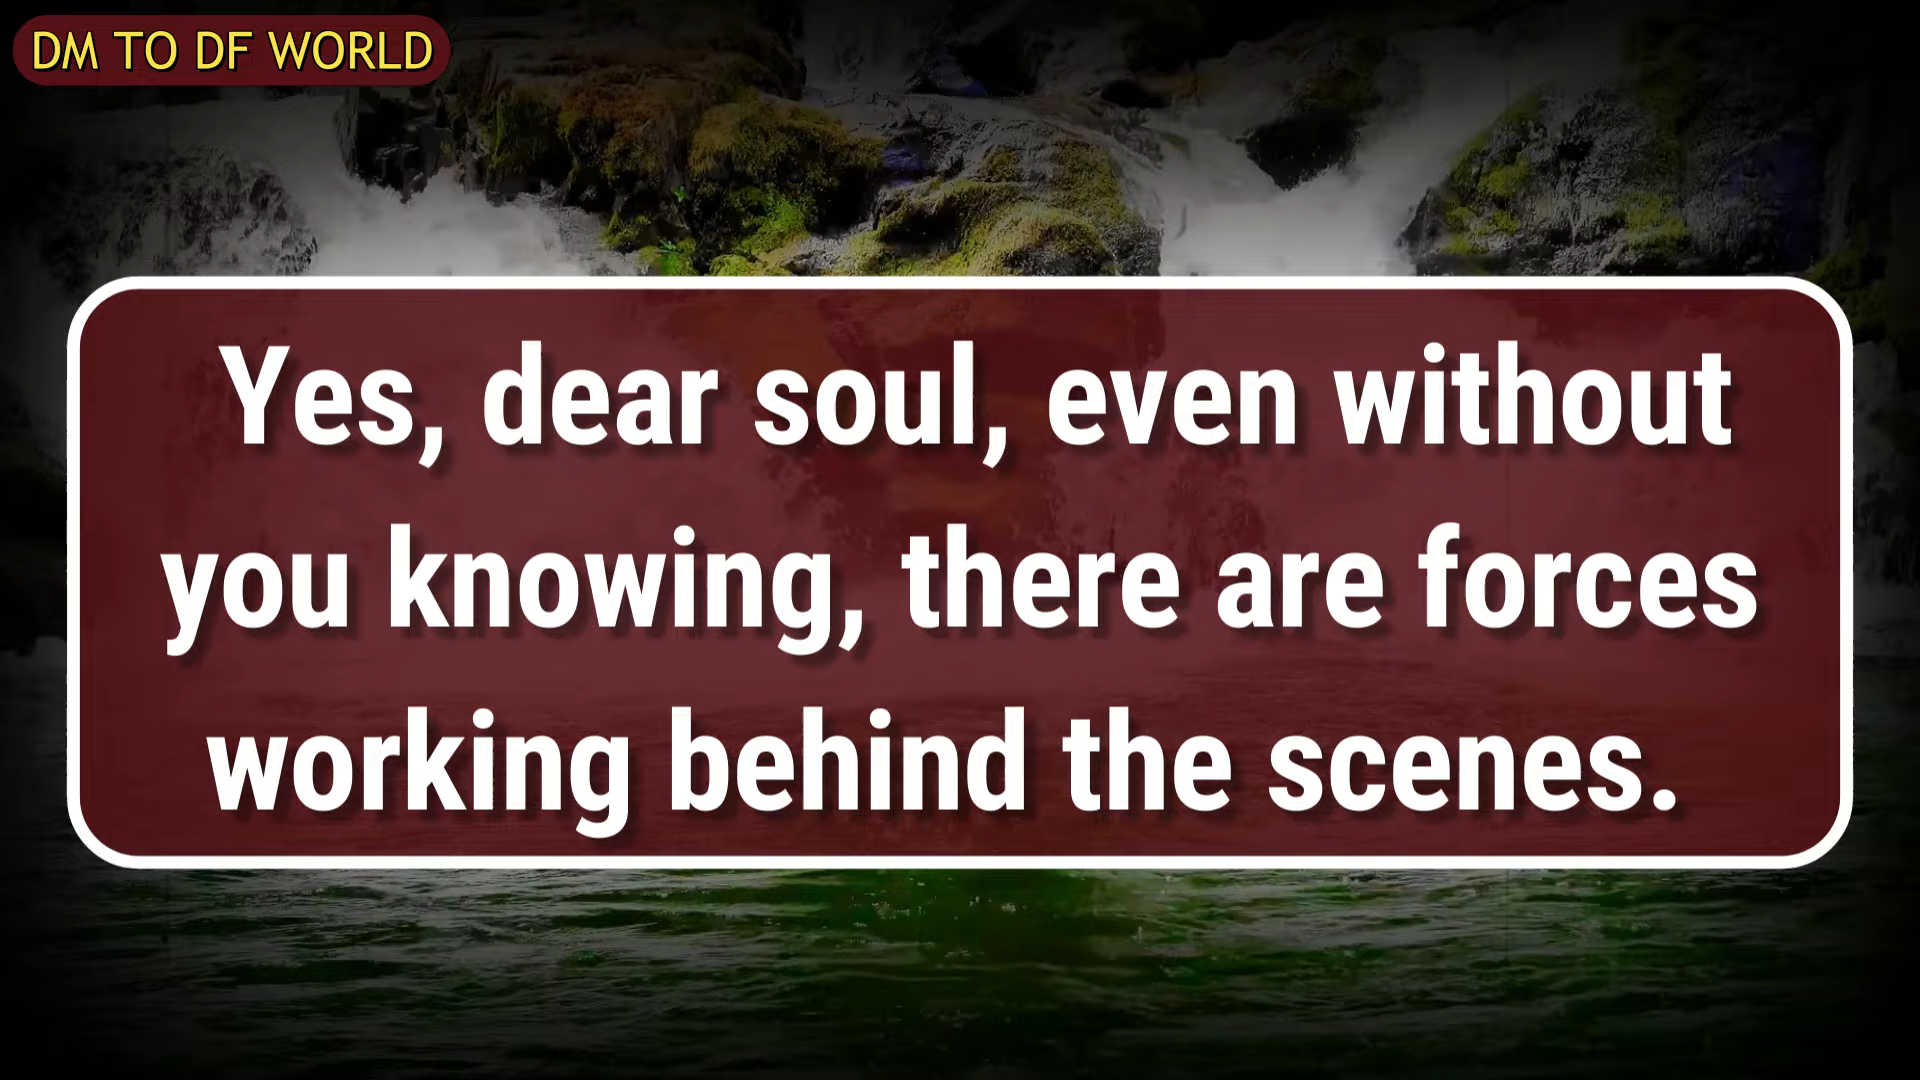 DM TO DF WORLD
Yes, dear soul, even without
you knowing, there are forces
working behind the scenes.